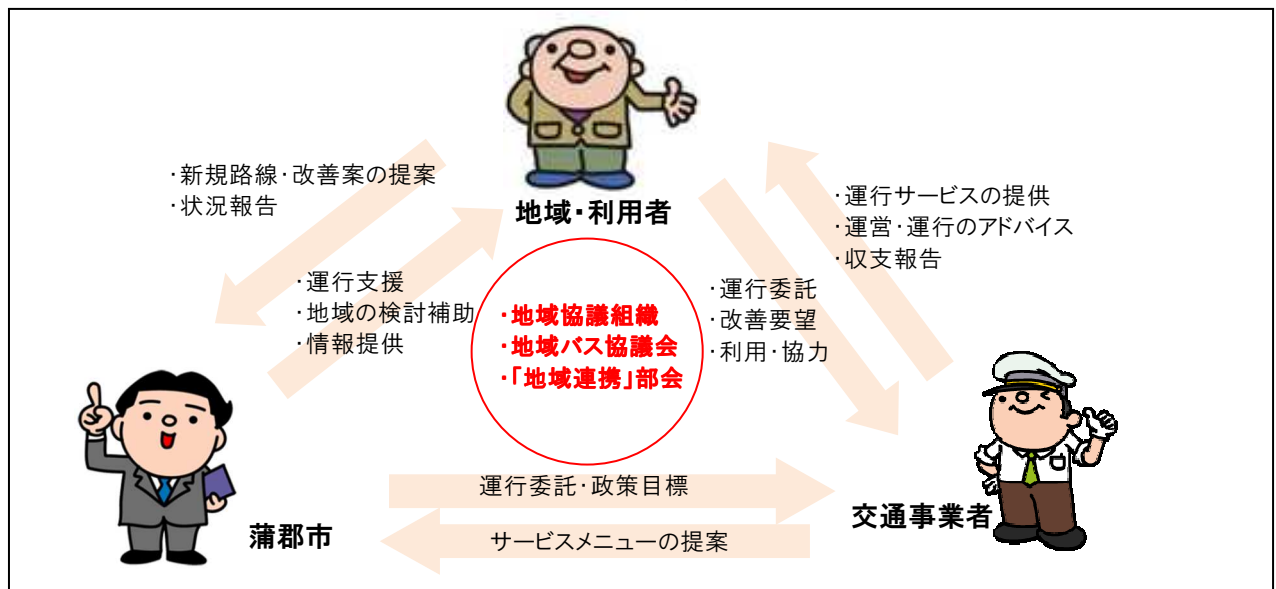 ・新規路線・改善案の提案
・状況報告
地域・利用者
・運行サービスの提供
・運営・運行のアドバイス
・収支報告
・運行支援
・地域の検討補助
・情報提供
・地域協議組織
・地域バス協議会
・「地域連携」部会
・運行委託
・改善要望
・利用・協力
運行委託・政策目標
蒲郡市
交通事業者
サービスメニューの提案